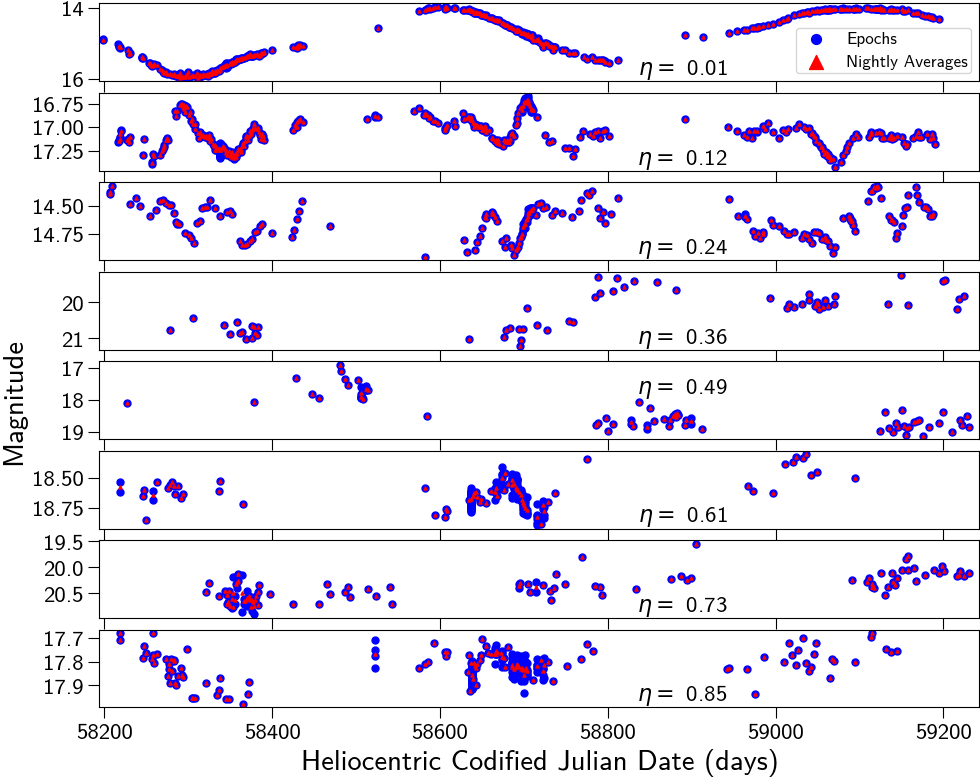 14
16
Epochs
Nightly Averages
η = 0.01
16.75
17.00
17.25
η = 0.12
14.50
14.75
η = 0.24
20
21
η = 0.36
17
18
19
η = 0.49
18.50
18.75
η = 0.61
19.5
20.0
20.5
η = 0.73
17.7
17.8
17.9
η = 0.85
Magnitude
58200 58400 58600 58800 59000 59200
Heliocentric Codified Julian Date (days)